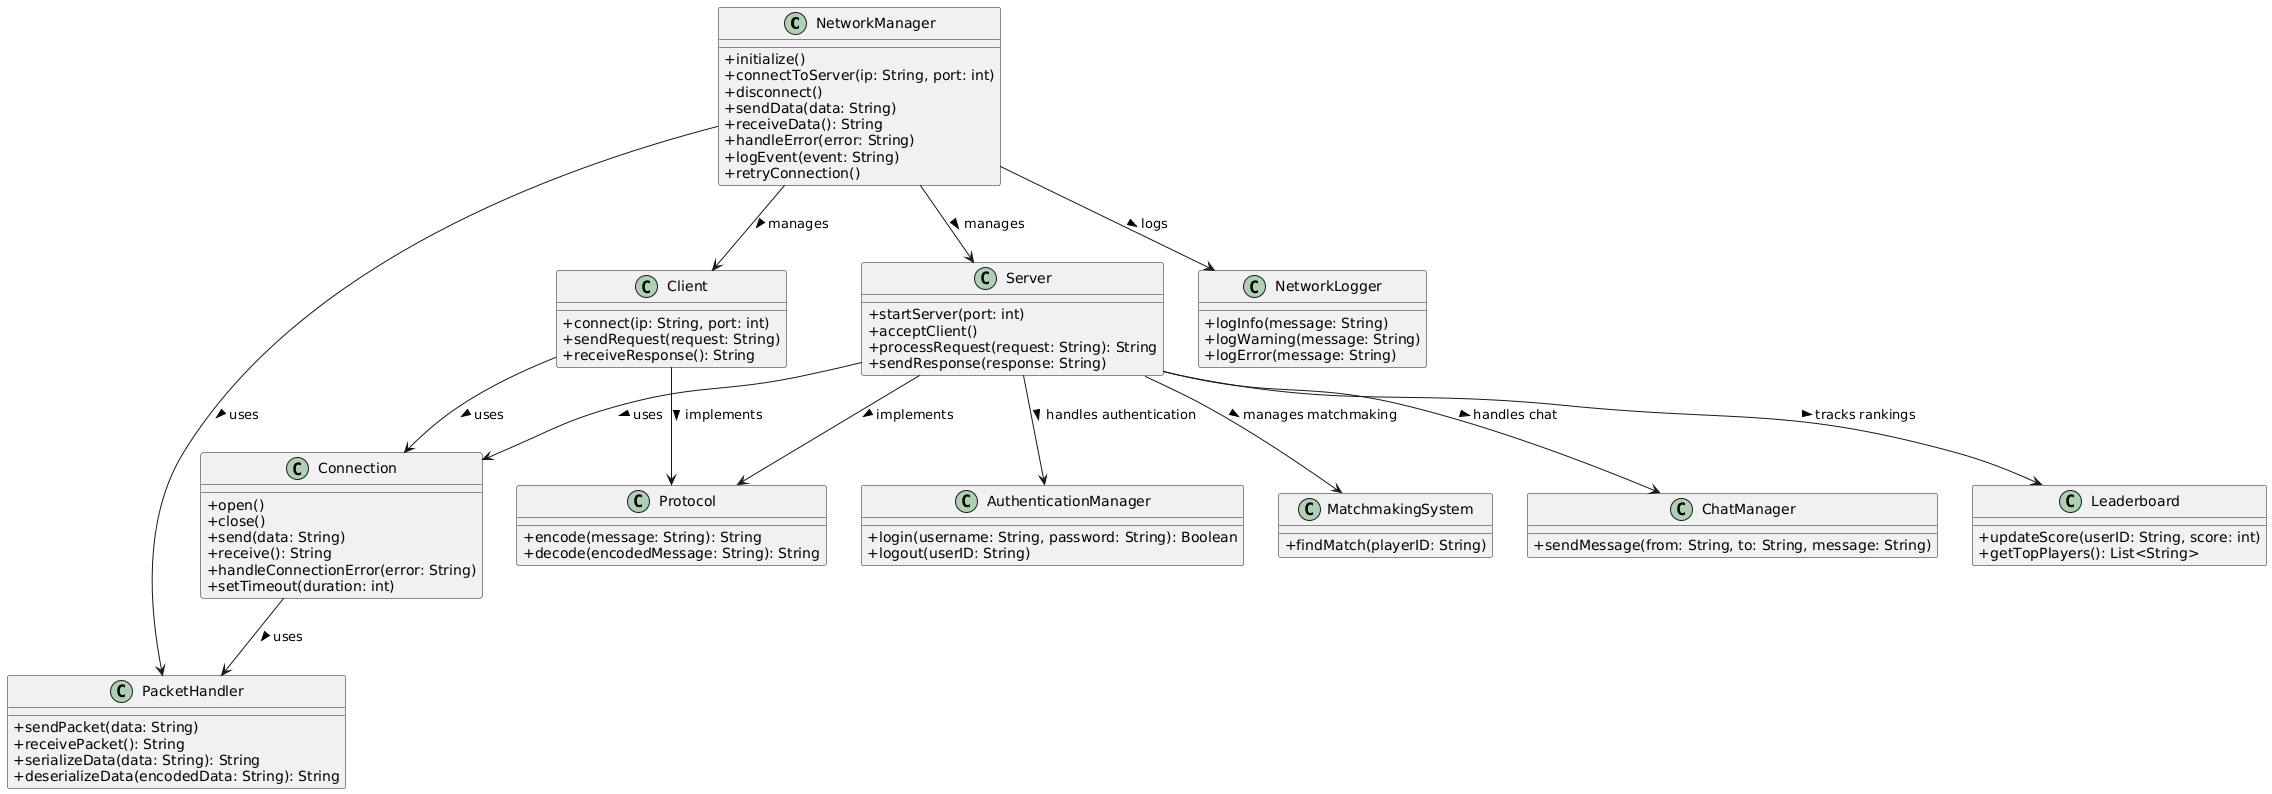 C NetworkManager
+initialize()
+connectToServer(ip: String, port: int)
+disconnect()
+sendData(data: String)
+receiveData(): String
+handleError(error: String)
+logEvent(event: String)
+retryConnection()
manages
manages
logs
C Client
+connect(ip: String, port: int)
+sendRequest(request: String)
+receiveResponse(): String
C Server
+startServer(port: int)
+acceptClient()
+processRequest(request: String): String
+sendResponse(response: String)
C NetworkLogger
+logInfo(message: String)
+logWarning(message: String)
+logError(message: String)
uses
uses
uses
implements
implements
handles authentication
manages matchmaking
handles chat
tracks rankings
C Connection
+open()
+close()
+send(data: String)
+receive(): String
+handleConnectionError(error: String)
+setTimeout(duration: int)
C Protocol
+encode(message: String): String
+decode(encodedMessage: String): String
C AuthenticationManager
+login(username: String, password: String): Boolean
+logout(userID: String)
C MatchmakingSystem
+findMatch(playerID: String)
C ChatManager
+sendMessage(from: String, to: String, message: String)
C Leaderboard
+updateScore(userID: String, score: int)
+getTopPlayers(): List<String>
uses
C PacketHandler
+sendPacket(data: String)
+receivePacket(): String
+serializeData(data: String): String
+deserializeData(encodedData: String): String